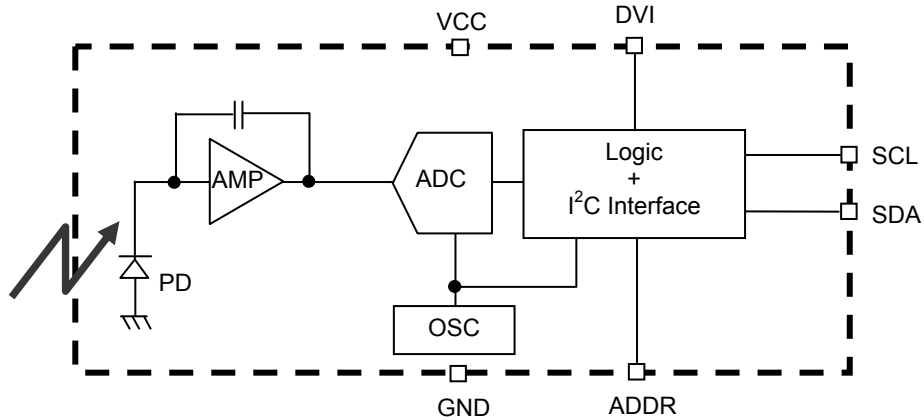 VCC
DVI
AMP
ADC
Logic
+
I²C Interface
SCL
SDA
PD
OSC
GND
ADDR